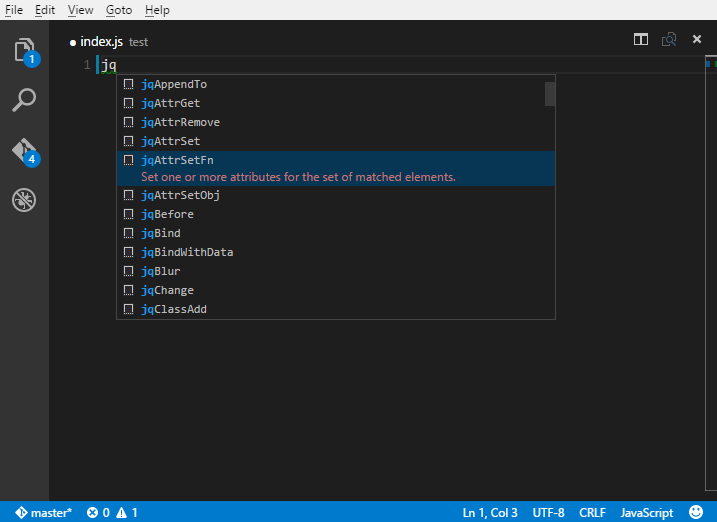 File Edit View Goto Help
● index.js test
1 jq
1
4
jqAppendTo
jqAttrGet
jqAttrRemove
jqAttrSet
jqAttrSetFn
Set one or more attributes for the set of matched elements.
jqAttrSetObj
jqBefore
jqBind
jqBindWithData
jqBlur
jqChange
jqClassAdd
master* 0 1 Ln 1, Col 3 UTF-8 CRLF JavaScript